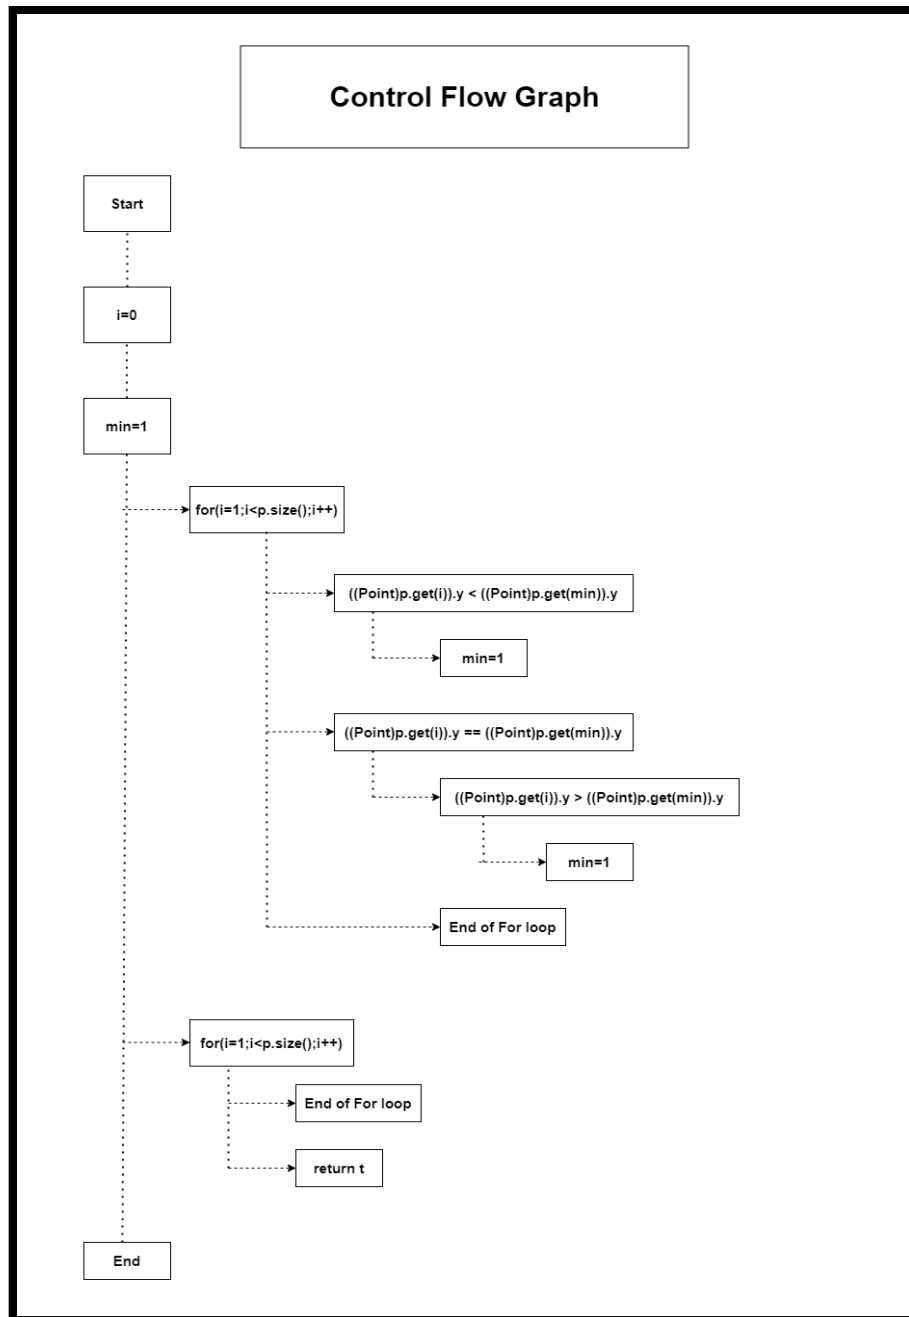 Control Flow Graph
Start
i=0
min=1
for(i=1;i<p.size();i++)
((Point)p.get(i)).y < ((Point)p.get(min)).y
min=1
((Point)p.get(i)).y == ((Point)p.get(min)).y
((Point)p.get(i)).y > ((Point)p.get(min)).y
min=1
End of For loop
for(i=1;i<p.size();i++)
End of For loop
return t
End